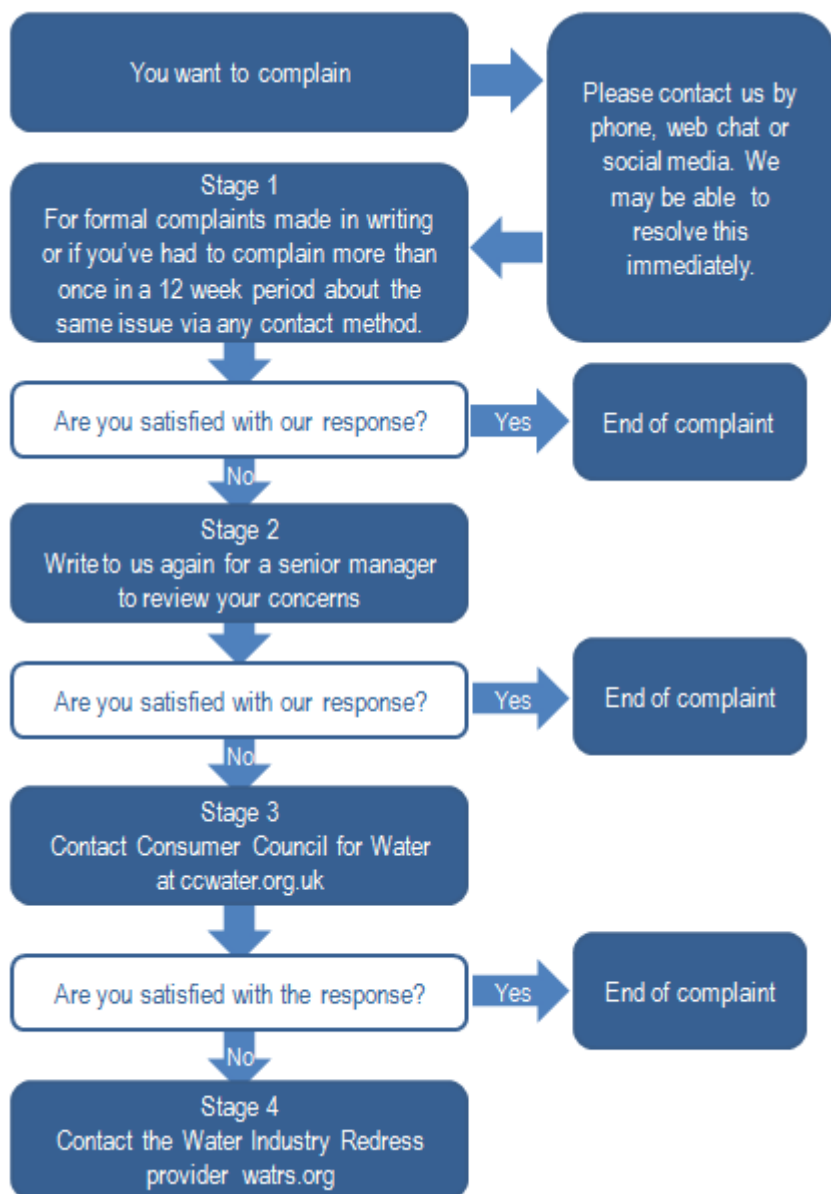 You want to complain
Please contact us by
phone, web chat or
social media. We
may be able to
resolve this
immediately.
Stage 1
For formal complaints made in writing
or if you've had to complain more than
once in a 12 week period about the
same issue via any contact method.
Are you satisfied with our response?
Yes
End of complaint
No
Stage 2
Write to us again for a senior manager
to review your concerns
Are you satisfied with our response?
Yes
End of complaint
No
Stage 3
Contact Consumer Council for Water
at ccwater.org.uk
Are you satisfied with the response?
Yes
End of complaint
No
Stage 4
Contact the Water Industry Redress
provider watrs.org